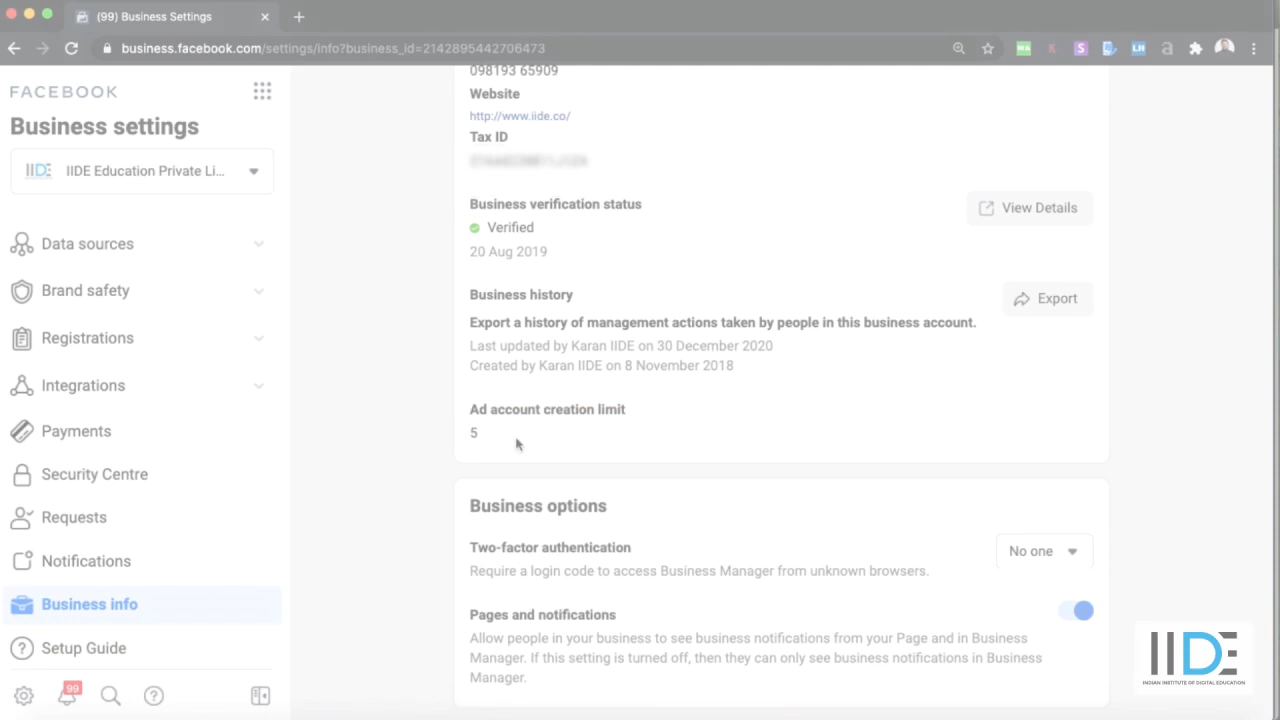 (99) Business Settings
business.facebook.com/settings/info?business_id=2142895442706473
FACEBOOK
Business settings
IIDE
IIDE Education Private Li...
Data sources
Brand safety
Registrations
Integrations
Payments
Security Centre
Requests
Notifications
Business info
Setup Guide
99
098193 65909
Website
http://www.iide.co/
Tax ID
Business verification status
Verified
20 Aug 2019
View Details
Business history
Export
Export a history of management actions taken by people in this business account.
Last updated by Karan IIDE on 30 December 2020
Created by Karan IIDE on 8 November 2018
Ad account creation limit
5
Business options
Two-factor authentication
No one
Require a login code to access Business Manager from unknown browsers.
Pages and notifications
Allow people in your business to see business notifications from your Page and in Business
Manager. If this setting is turned off, then they can only see business notifications in Business
Manager.
IIDE
INDIAN INSTITUTE OF DIGITAL EDUCATION